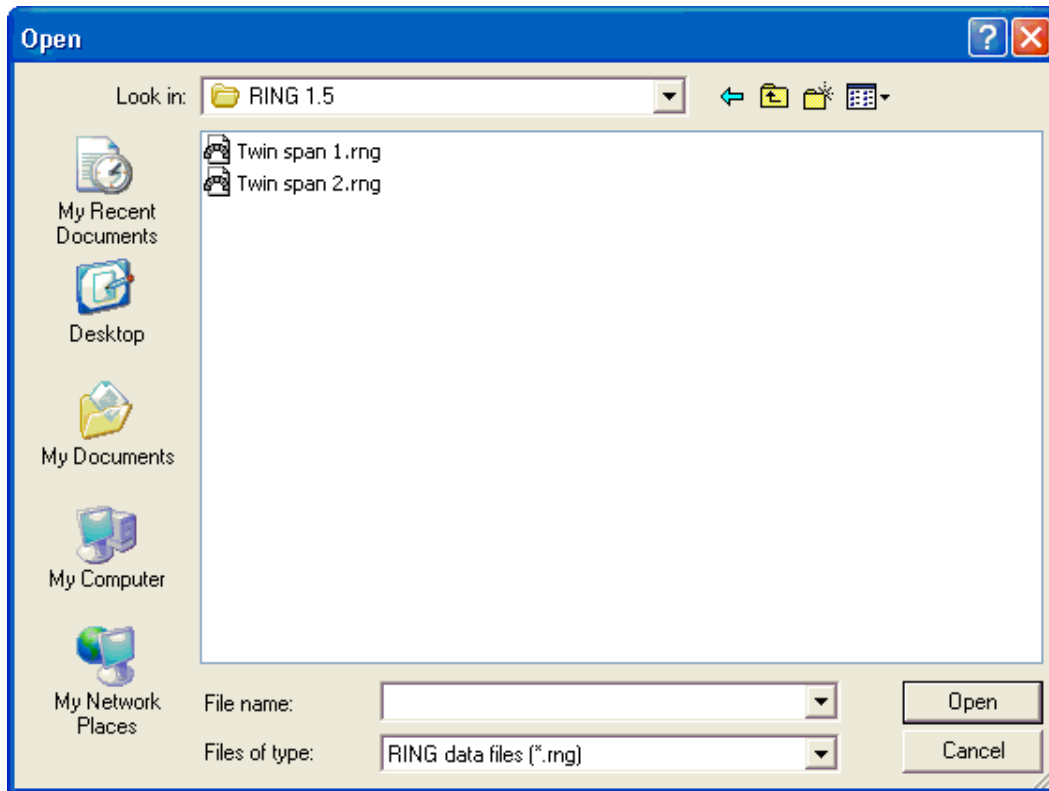 Open
Look in:
RING 1.5
Twin span 1.rng
Twin span 2.rng
My Recent
Documents
Desktop
My Documents
My Computer
My Network
Places
File name:
Open
Files of type:
RING data files (*.rng)
Cancel